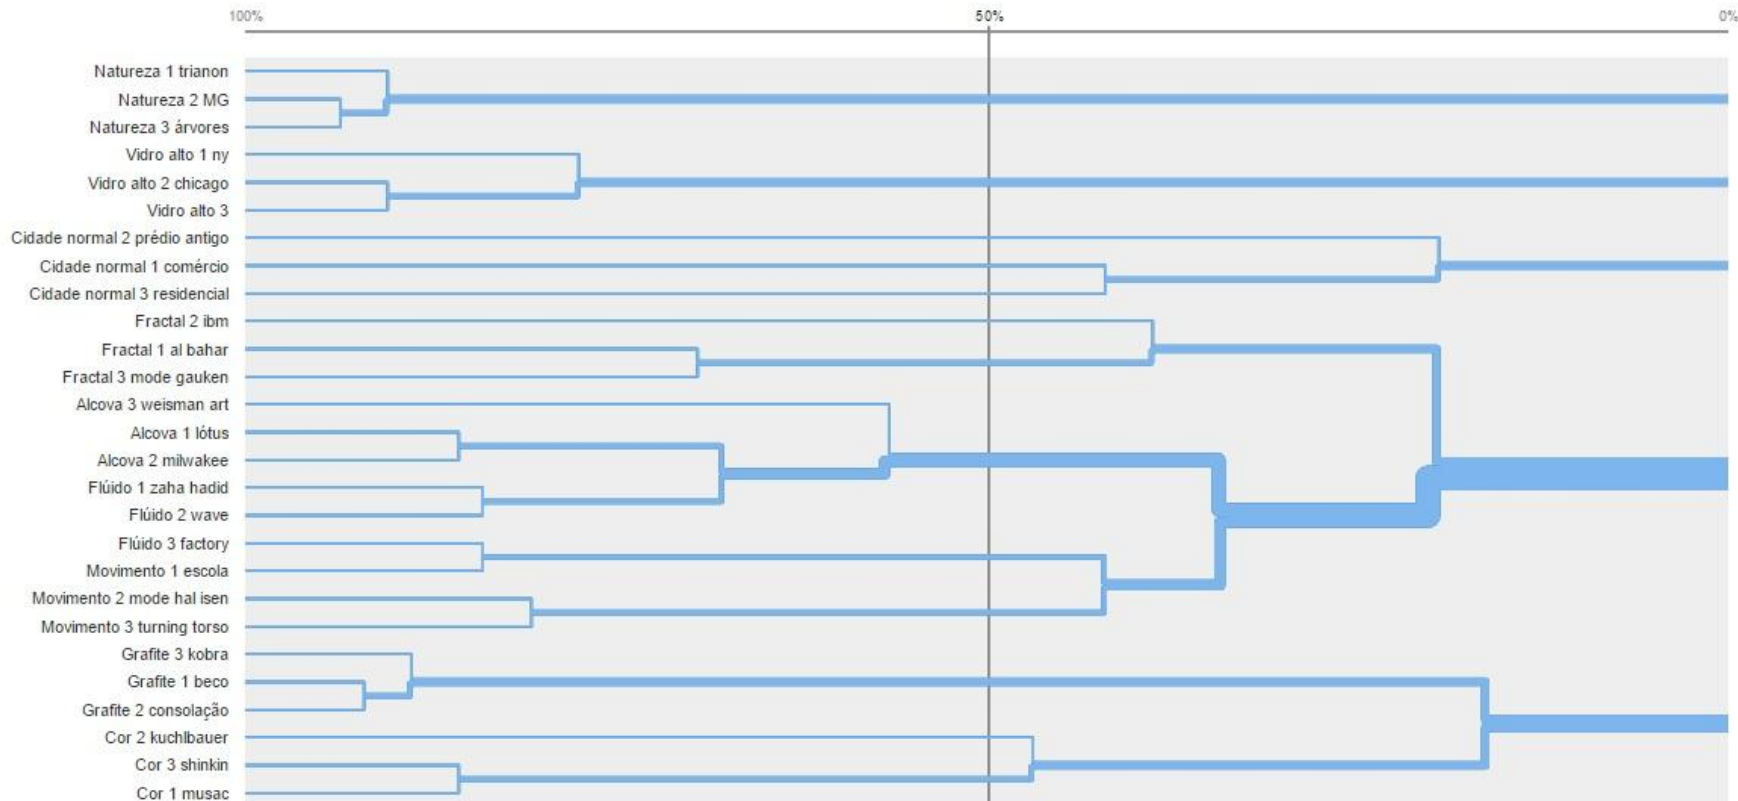 100% 50% 0%
Natureza 1 trianon
Natureza 2 MG
Natureza 3 árvores
Vidro alto 1 ny
Vidro alto 2 chicago
Vidro alto 3
Cidade normal 2 prédio antigo
Cidade normal 1 comércio
Cidade normal 3 residencial
Fractal 2 ibm
Fractal 1 al bahar
Fractal 3 mode gauken
Alcova 3 weisman art
Alcova 1 lótus
Alcova 2 milwakee
Flúido 1 zaha hadid
Flúido 2 wave
Flúido 3 factory
Movimento 1 escola
Movimento 2 mode hal isen
Movimento 3 turning torso
Grafite 3 kobra
Grafite 1 beco
Grafite 2 consolação
Cor 2 kuchlbauer
Cor 3 shinkin
Cor 1 musac